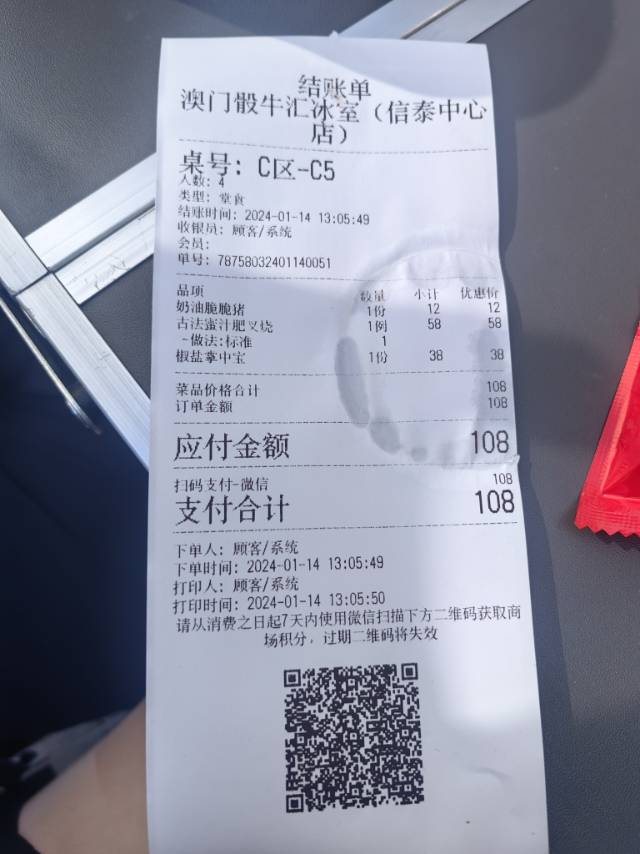 结账单
澳门骰牛汇冰室（信泰中心
店）
桌号: C区-C5
人数: 4
类型: 堂食
结账时间: 2024-01-14 13:05:49
收银员: 顾客/系统
会员:
单号: 78758032401140051
品项 数量 小计 优惠价
奶油脆脆猪 1份 12 12
古法蜜汁肥叉烧 1例 58 58
-做法:标准 1
椒盐掌中宝 1份 38 38
菜品价格合计 108
订单金额 108
应付金额 108
扫码支付-微信 108
支付合计 108
下单人: 顾客/系统
下单时间: 2024-01-14 13:05:49
打印人: 顾客/系统
打印时间: 2024-01-14 13:05:50
请从消费之日起7天内使用微信扫描下方二维码获取商
场积分，过期二维码将失效